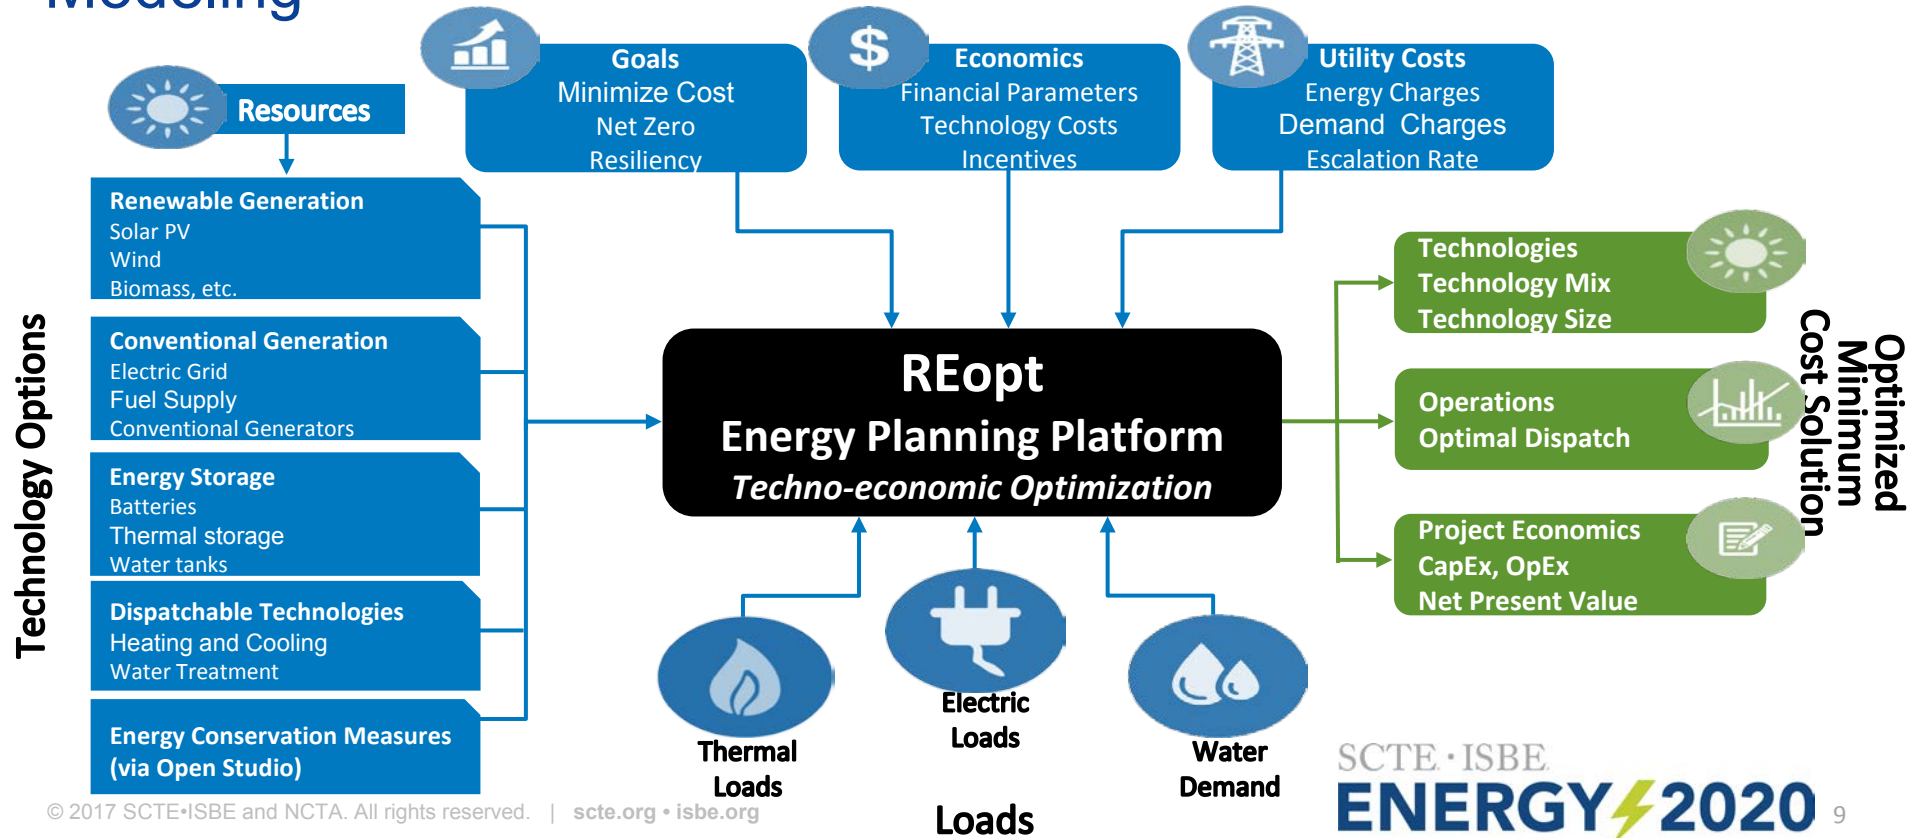 Modeling
Resources
Goals
Minimize Cost
Net Zero
Resiliency
$
Economics
Financial Parameters
Technology Costs
Incentives
Utility Costs
Energy Charges
Demand Charges
Escalation Rate
Technology Options
Renewable Generation
Solar PV
Wind
Biomass, etc.
Conventional Generation
Electric Grid
Fuel Supply
Conventional Generators
Energy Storage
Batteries
Thermal storage
Water tanks
Dispatchable Technologies
Heating and Cooling
Water Treatment
Energy Conservation Measures
(via Open Studio)
REopt
Energy Planning Platform
Techno-economic Optimization
Thermal
Loads
Electric
Loads
Water
Demand
Loads
Technologies
Technology Mix
Technology Size
Operations
Optimal Dispatch
Project Economics
CapEx, OpEx
Net Present Value
Optimized
Minimum
Cost Solution
© 2017 SCTE•ISBE and NCTA. All rights reserved. | scte.org • isbe.org
SCTE · ISBE.
ENERGY 2020
9